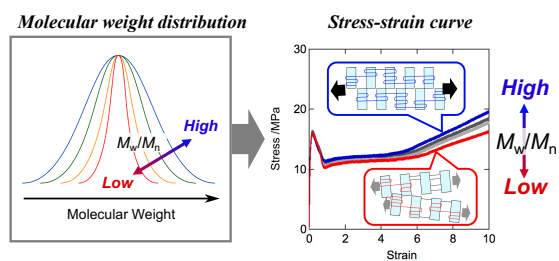 Molecular weight distribution
High
Mw/Mn
Low
Molecular Weight
Stress-strain curve
Stress /MPa
30
20
10
0
0
2
4
6
8
10
Strain
High
Mw/Mn
Low